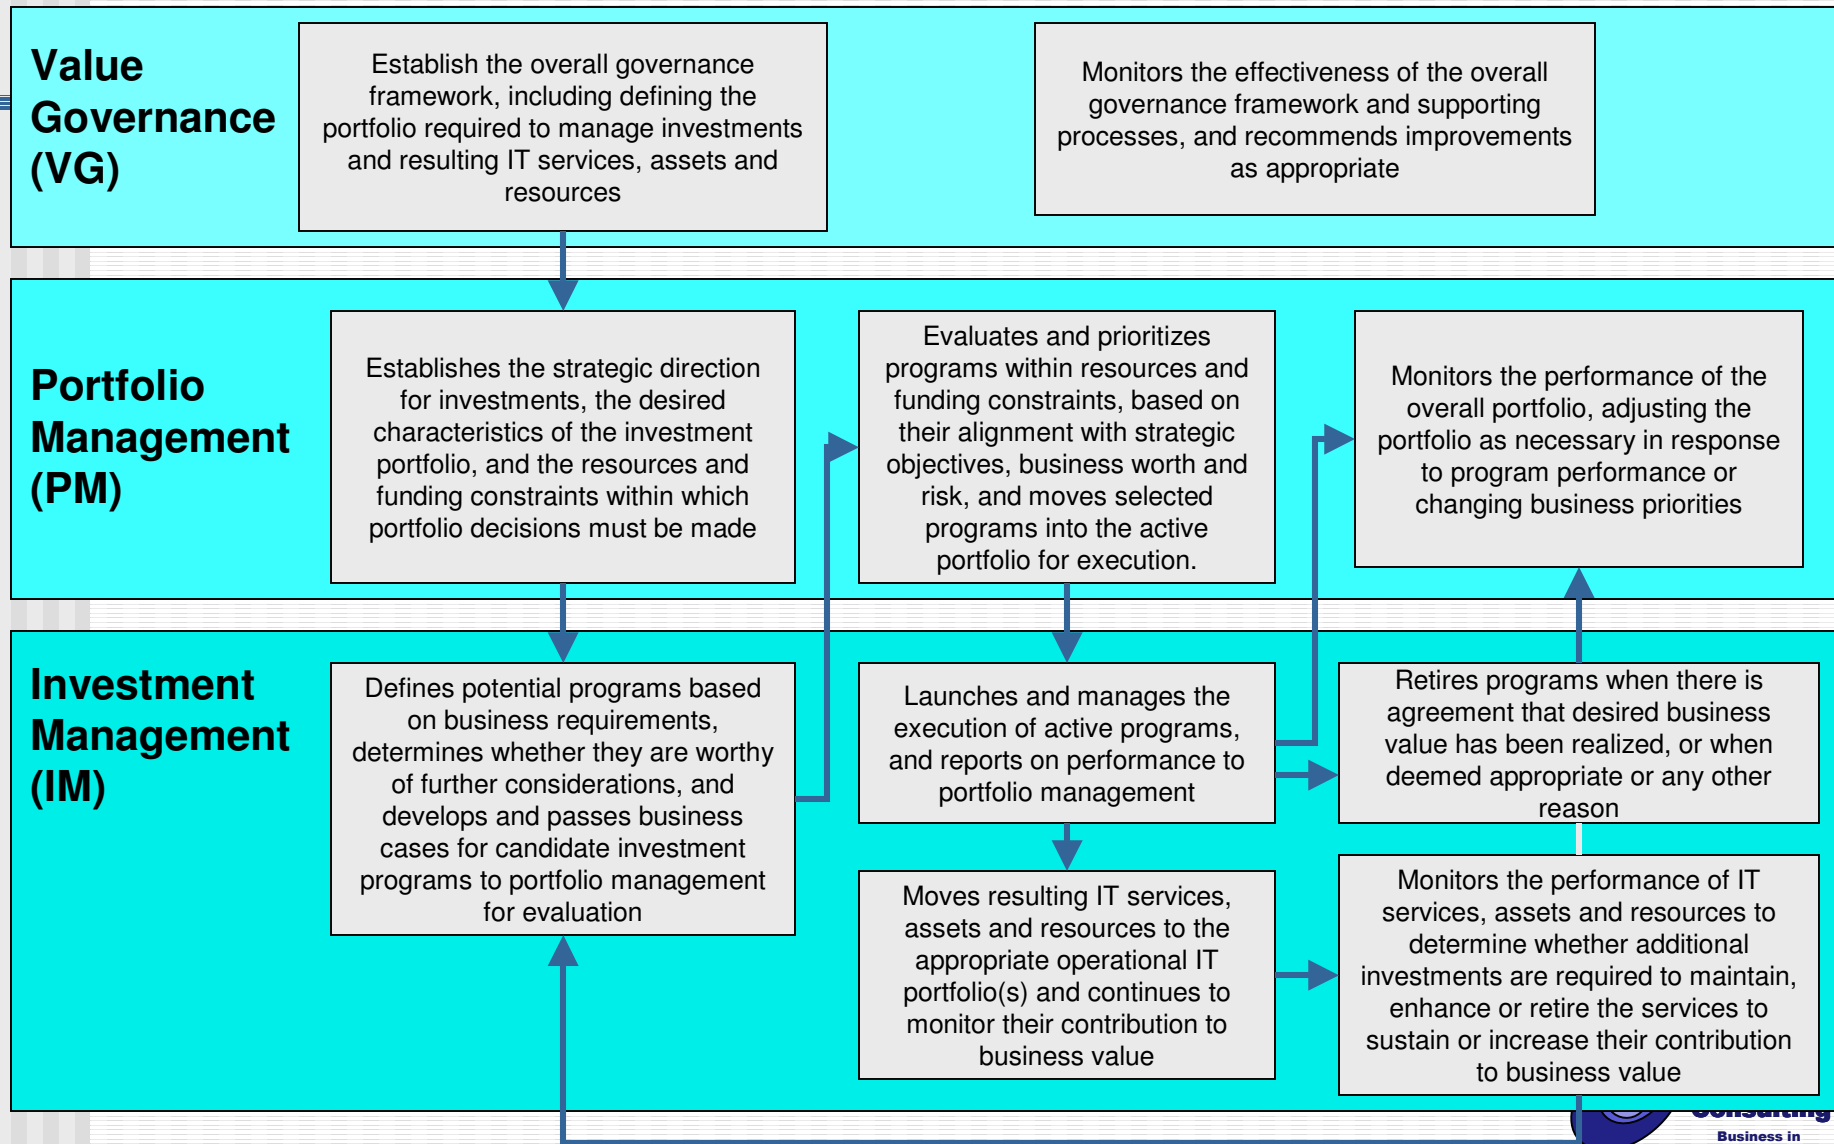 Value
Governance
(VG)
Establish the overall governance
framework, including defining the
portfolio required to manage investments
and resulting IT services, assets and
resources
Monitors the effectiveness of the overall
governance framework and supporting
processes, and recommends improvements
as appropriate
Portfolio
Management
(PM)
Establishes the strategic direction
for investments, the desired
characteristics of the investment
portfolio, and the resources and
funding constraints within which
portfolio decisions must be made
Evaluates and prioritizes
programs within resources and
funding constraints, based on
their alignment with strategic
objectives, business worth and
risk, and moves selected
programs into the active
portfolio for execution.
Monitors the performance of the
overall portfolio, adjusting the
portfolio as necessary in response
to program performance or
changing business priorities
Investment
Management
(IM)
Defines potential programs based
on business requirements,
determines whether they are worthy
of further considerations, and
develops and passes business
cases for candidate investment
programs to portfolio management
for evaluation
Launches and manages the
execution of active programs,
and reports on performance to
portfolio management
Retires programs when there is
agreement that desired business
value has been realized, or when
deemed appropriate or any other
reason
Moves resulting IT services,
assets and resources to the
appropriate operational IT
portfolio(s) and continues to
monitor their contribution to
business value
Monitors the performance of IT
services, assets and resources to
determine whether additional
investments are required to maintain,
enhance or retire the services to
sustain or increase their contribution
to business value
Consulting
Business in